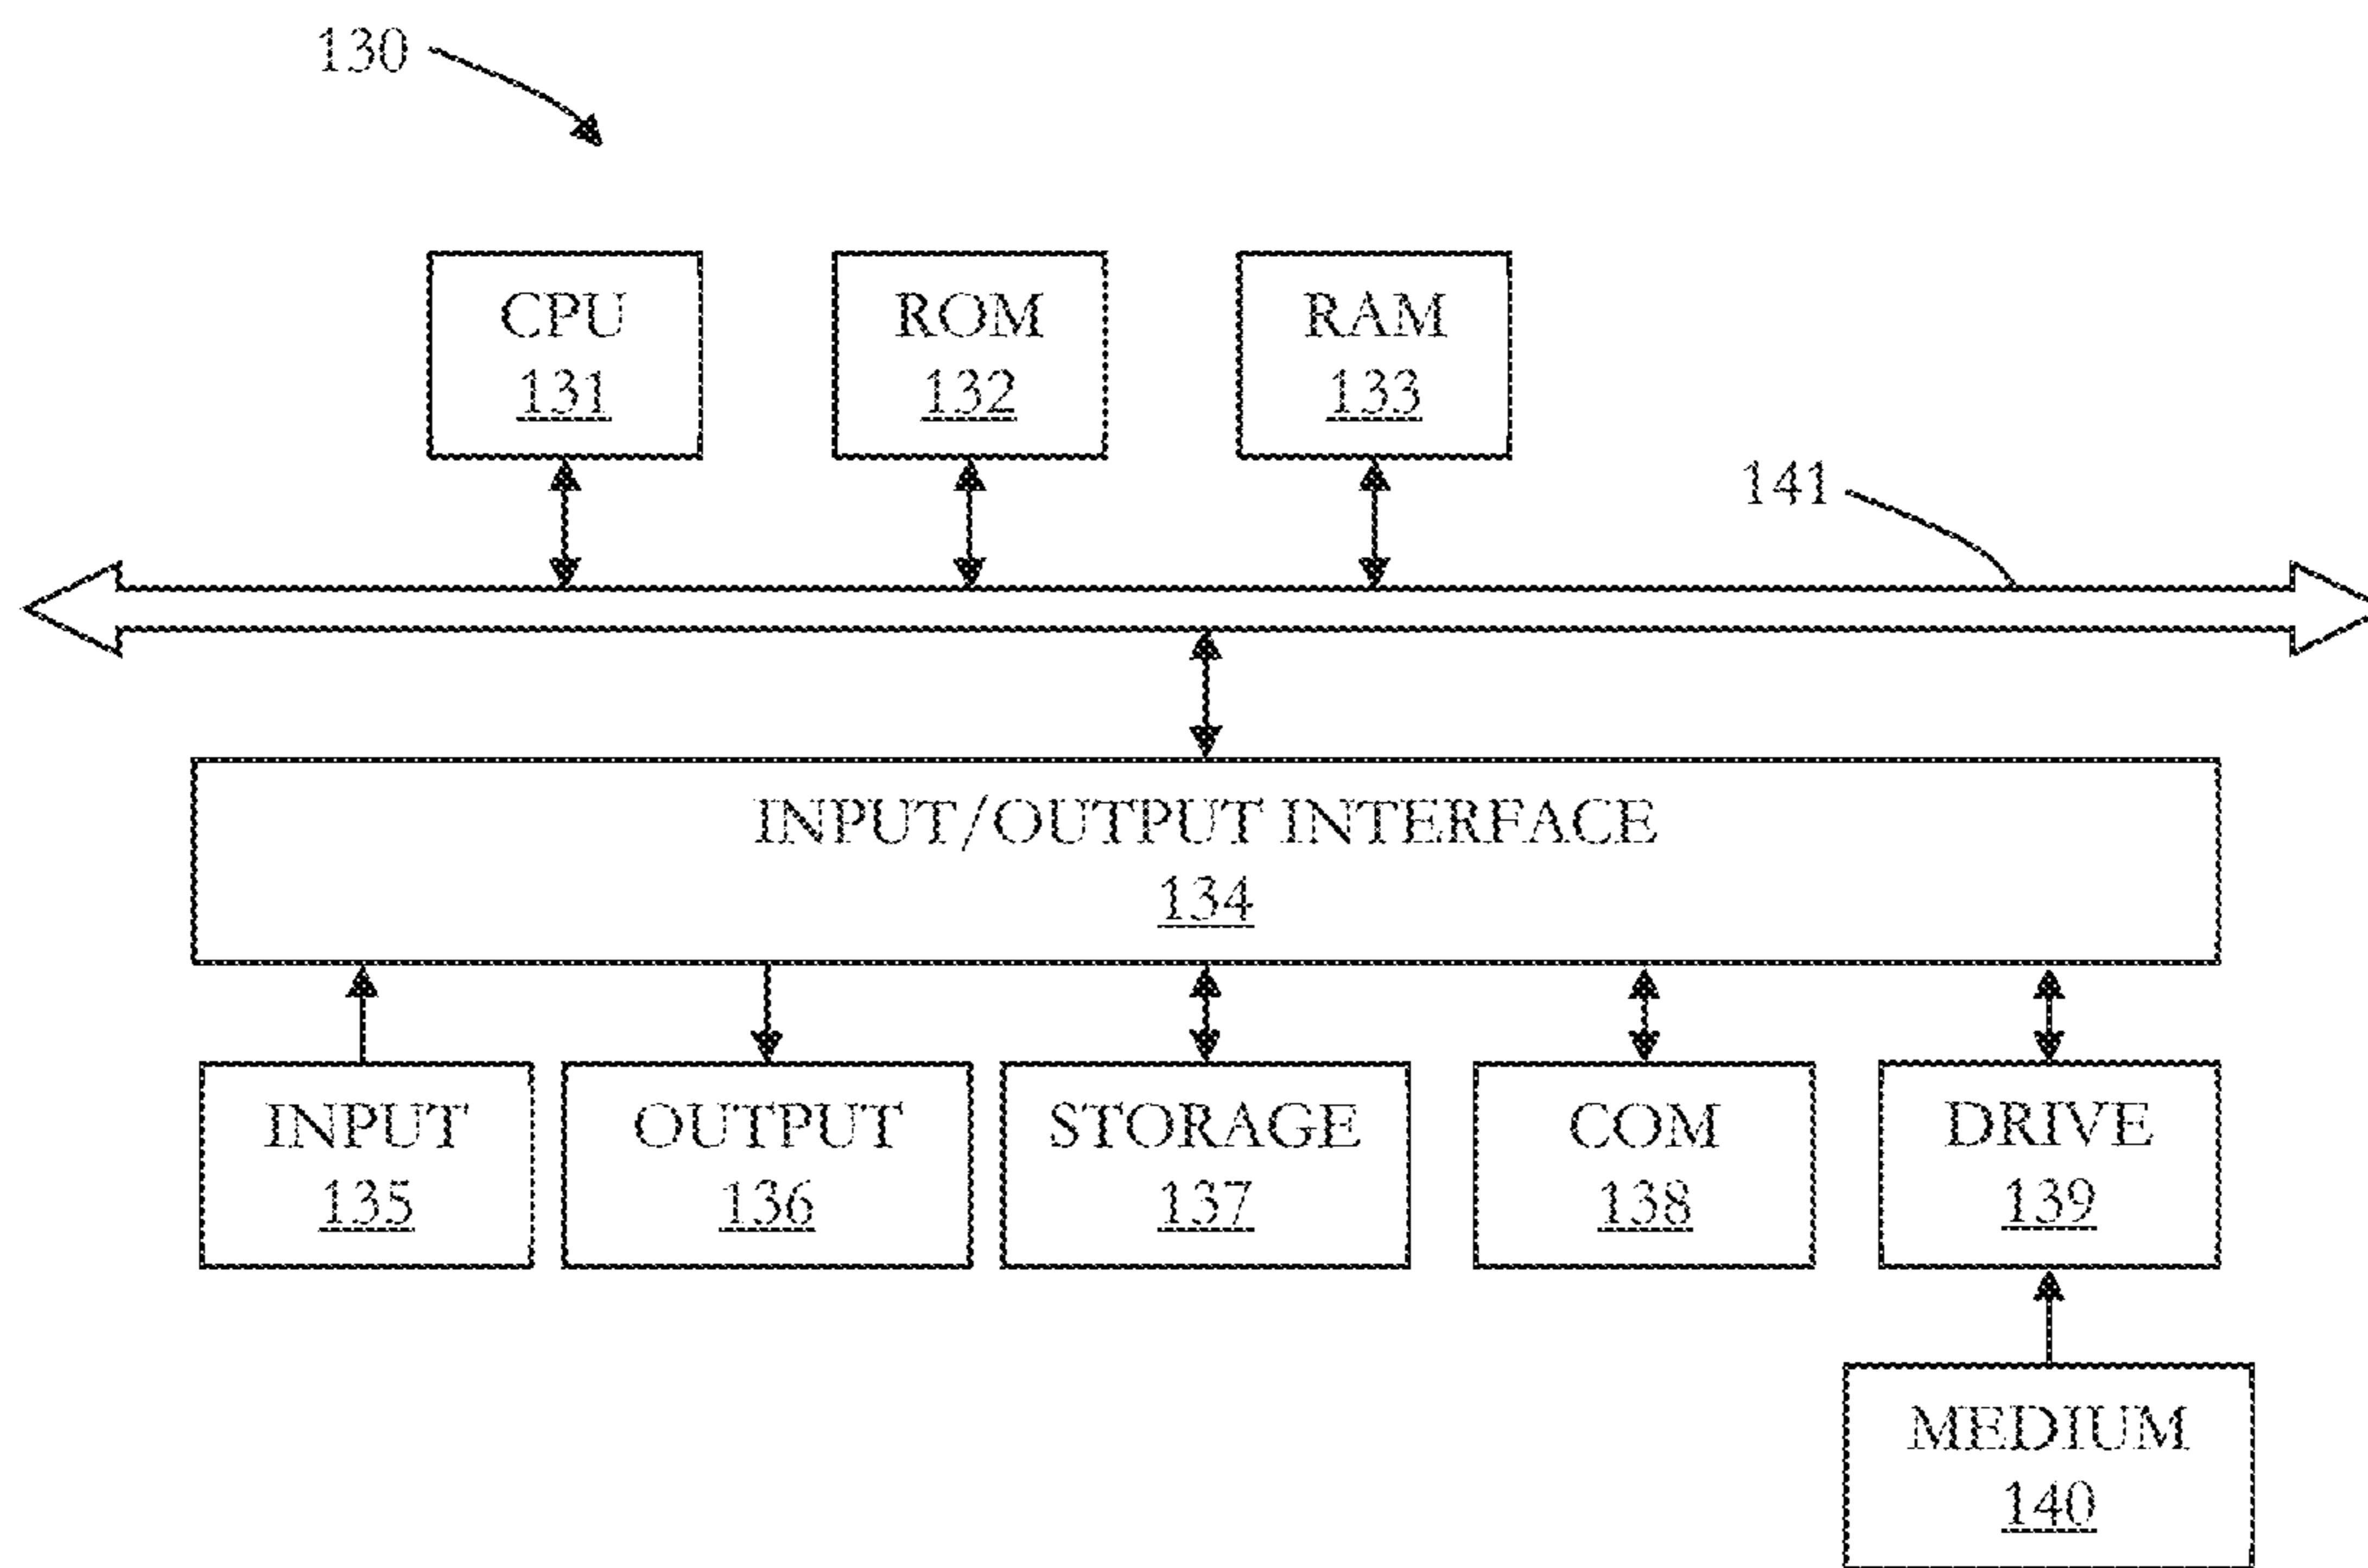 130
CPU
131
ROM
132
RAM
133
141
INPUT/OUTPUT INTERFACE
134
INPUT
135
OUTPUT
136
STORAGE
137
COM
138
DRIVE
139
MEDIUM
140